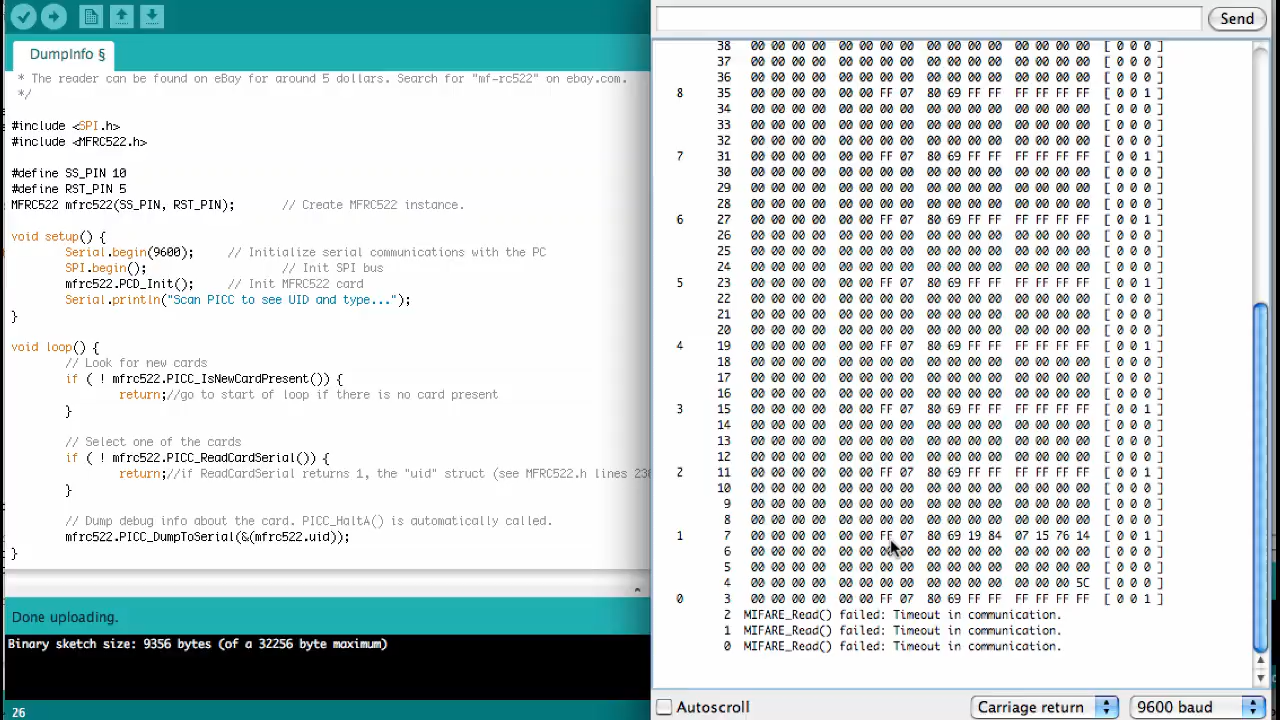 DumpInfo §
* The reader can be found on eBay for around 5 dollars. Search for "mf-rc522" on ebay.com.
*/
#include <SPI.h>
#include <MFRC522.h>
#define SS_PIN 10
#define RST_PIN 5
MFRC522 mfrc522(SS_PIN, RST_PIN);      // Create MFRC522 instance.
void setup() {
Serial.begin(9600);    // Initialize serial communications with the PC
SPI.begin();           // Init SPI bus
mfrc522.PCD_Init();    // Init MFRC522 card
Serial.println("Scan PICC to see UID and type...");
}
void loop() {
// Look for new cards
if ( ! mfrc522.PICC_IsNewCardPresent()) {
return;//go to start of loop if there is no card present
}
// Select one of the cards
if ( ! mfrc522.PICC_ReadCardSerial()) {
return;//if ReadCardSerial returns 1, the "uid" struct (see MFRC522.h lines
}
// Dump debug info about the card. PICC_HaltA() is automatically called.
mfrc522.PICC_DumpToSerial(&(mfrc522.uid));
}
Done uploading.
Binary sketch size: 9356 bytes (of a 32256 byte maximum)
26
Send
38 00 00 00 00 00 00 00 00 00 00 00 00 00 00 00 00 [ 0 0 0 ]
37 00 00 00 00 00 00 00 00 00 00 00 00 00 00 00 00 [ 0 0 0 ]
36 00 00 00 00 00 00 00 00 00 00 00 00 00 00 00 00 [ 0 0 0 ]
8 35 00 00 00 00 00 00 FF 07 80 69 FF FF FF FF FF FF [ 0 0 1 ]
34 00 00 00 00 00 00 00 00 00 00 00 00 00 00 00 00 [ 0 0 0 ]
33 00 00 00 00 00 00 00 00 00 00 00 00 00 00 00 00 [ 0 0 0 ]
32 00 00 00 00 00 00 00 00 00 00 00 00 00 00 00 00 [ 0 0 0 ]
7 31 00 00 00 00 00 00 FF 07 80 69 FF FF FF FF FF FF [ 0 0 1 ]
30 00 00 00 00 00 00 00 00 00 00 00 00 00 00 00 00 [ 0 0 0 ]
29 00 00 00 00 00 00 00 00 00 00 00 00 00 00 00 00 [ 0 0 0 ]
28 00 00 00 00 00 00 00 00 00 00 00 00 00 00 00 00 [ 0 0 0 ]
6 27 00 00 00 00 00 00 FF 07 80 69 FF FF FF FF FF FF [ 0 0 1 ]
26 00 00 00 00 00 00 00 00 00 00 00 00 00 00 00 00 [ 0 0 0 ]
25 00 00 00 00 00 00 00 00 00 00 00 00 00 00 00 00 [ 0 0 0 ]
24 00 00 00 00 00 00 00 00 00 00 00 00 00 00 00 00 [ 0 0 0 ]
5 23 00 00 00 00 00 00 FF 07 80 69 FF FF FF FF FF FF [ 0 0 1 ]
22 00 00 00 00 00 00 00 00 00 00 00 00 00 00 00 00 [ 0 0 0 ]
21 00 00 00 00 00 00 00 00 00 00 00 00 00 00 00 00 [ 0 0 0 ]
20 00 00 00 00 00 00 00 00 00 00 00 00 00 00 00 00 [ 0 0 0 ]
4 19 00 00 00 00 00 00 FF 07 80 69 FF FF FF FF FF FF [ 0 0 1 ]
18 00 00 00 00 00 00 00 00 00 00 00 00 00 00 00 00 [ 0 0 0 ]
17 00 00 00 00 00 00 00 00 00 00 00 00 00 00 00 00 [ 0 0 0 ]
16 00 00 00 00 00 00 00 00 00 00 00 00 00 00 00 00 [ 0 0 0 ]
3 15 00 00 00 00 00 00 FF 07 80 69 FF FF FF FF FF FF [ 0 0 1 ]
14 00 00 00 00 00 00 00 00 00 00 00 00 00 00 00 00 [ 0 0 0 ]
13 00 00 00 00 00 00 00 00 00 00 00 00 00 00 00 00 [ 0 0 0 ]
12 00 00 00 00 00 00 00 00 00 00 00 00 00 00 00 00 [ 0 0 0 ]
2 11 00 00 00 00 00 00 FF 07 80 69 FF FF FF FF FF FF [ 0 0 1 ]
10 00 00 00 00 00 00 00 00 00 00 00 00 00 00 00 00 [ 0 0 0 ]
9 00 00 00 00 00 00 00 00 00 00 00 00 00 00 00 00 [ 0 0 0 ]
8 00 00 00 00 00 00 00 00 00 00 00 00 00 00 00 00 [ 0 0 0 ]
1 7 00 00 00 00 00 00 FF 07 80 69 19 84 07 15 76 14 [ 0 0 1 ]
6 00 00 00 00 00 00 00 00 00 00 00 00 00 00 00 00 [ 0 0 0 ]
5 00 00 00 00 00 00 00 00 00 00 00 00 00 00 00 00 [ 0 0 0 ]
4 00 00 00 00 00 00 00 00 00 00 00 00 00 00 00 5C [ 0 0 0 ]
0 3 00 00 00 00 00 00 FF 07 80 69 FF FF FF FF FF FF [ 0 0 1 ]
2 MIFARE_Read() failed: Timeout in communication.
1 MIFARE_Read() failed: Timeout in communication.
0 MIFARE_Read() failed: Timeout in communication.
Autoscroll
Carriage return
9600 baud